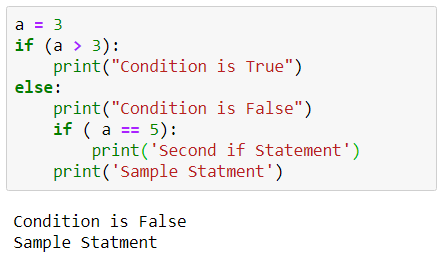 a = 3
if (a > 3):
    print("Condition is True")
else:
    print("Condition is False")
    if ( a == 5):
        print('Second if Statement')
    print('Sample Statment')
Condition is False
Sample Statment